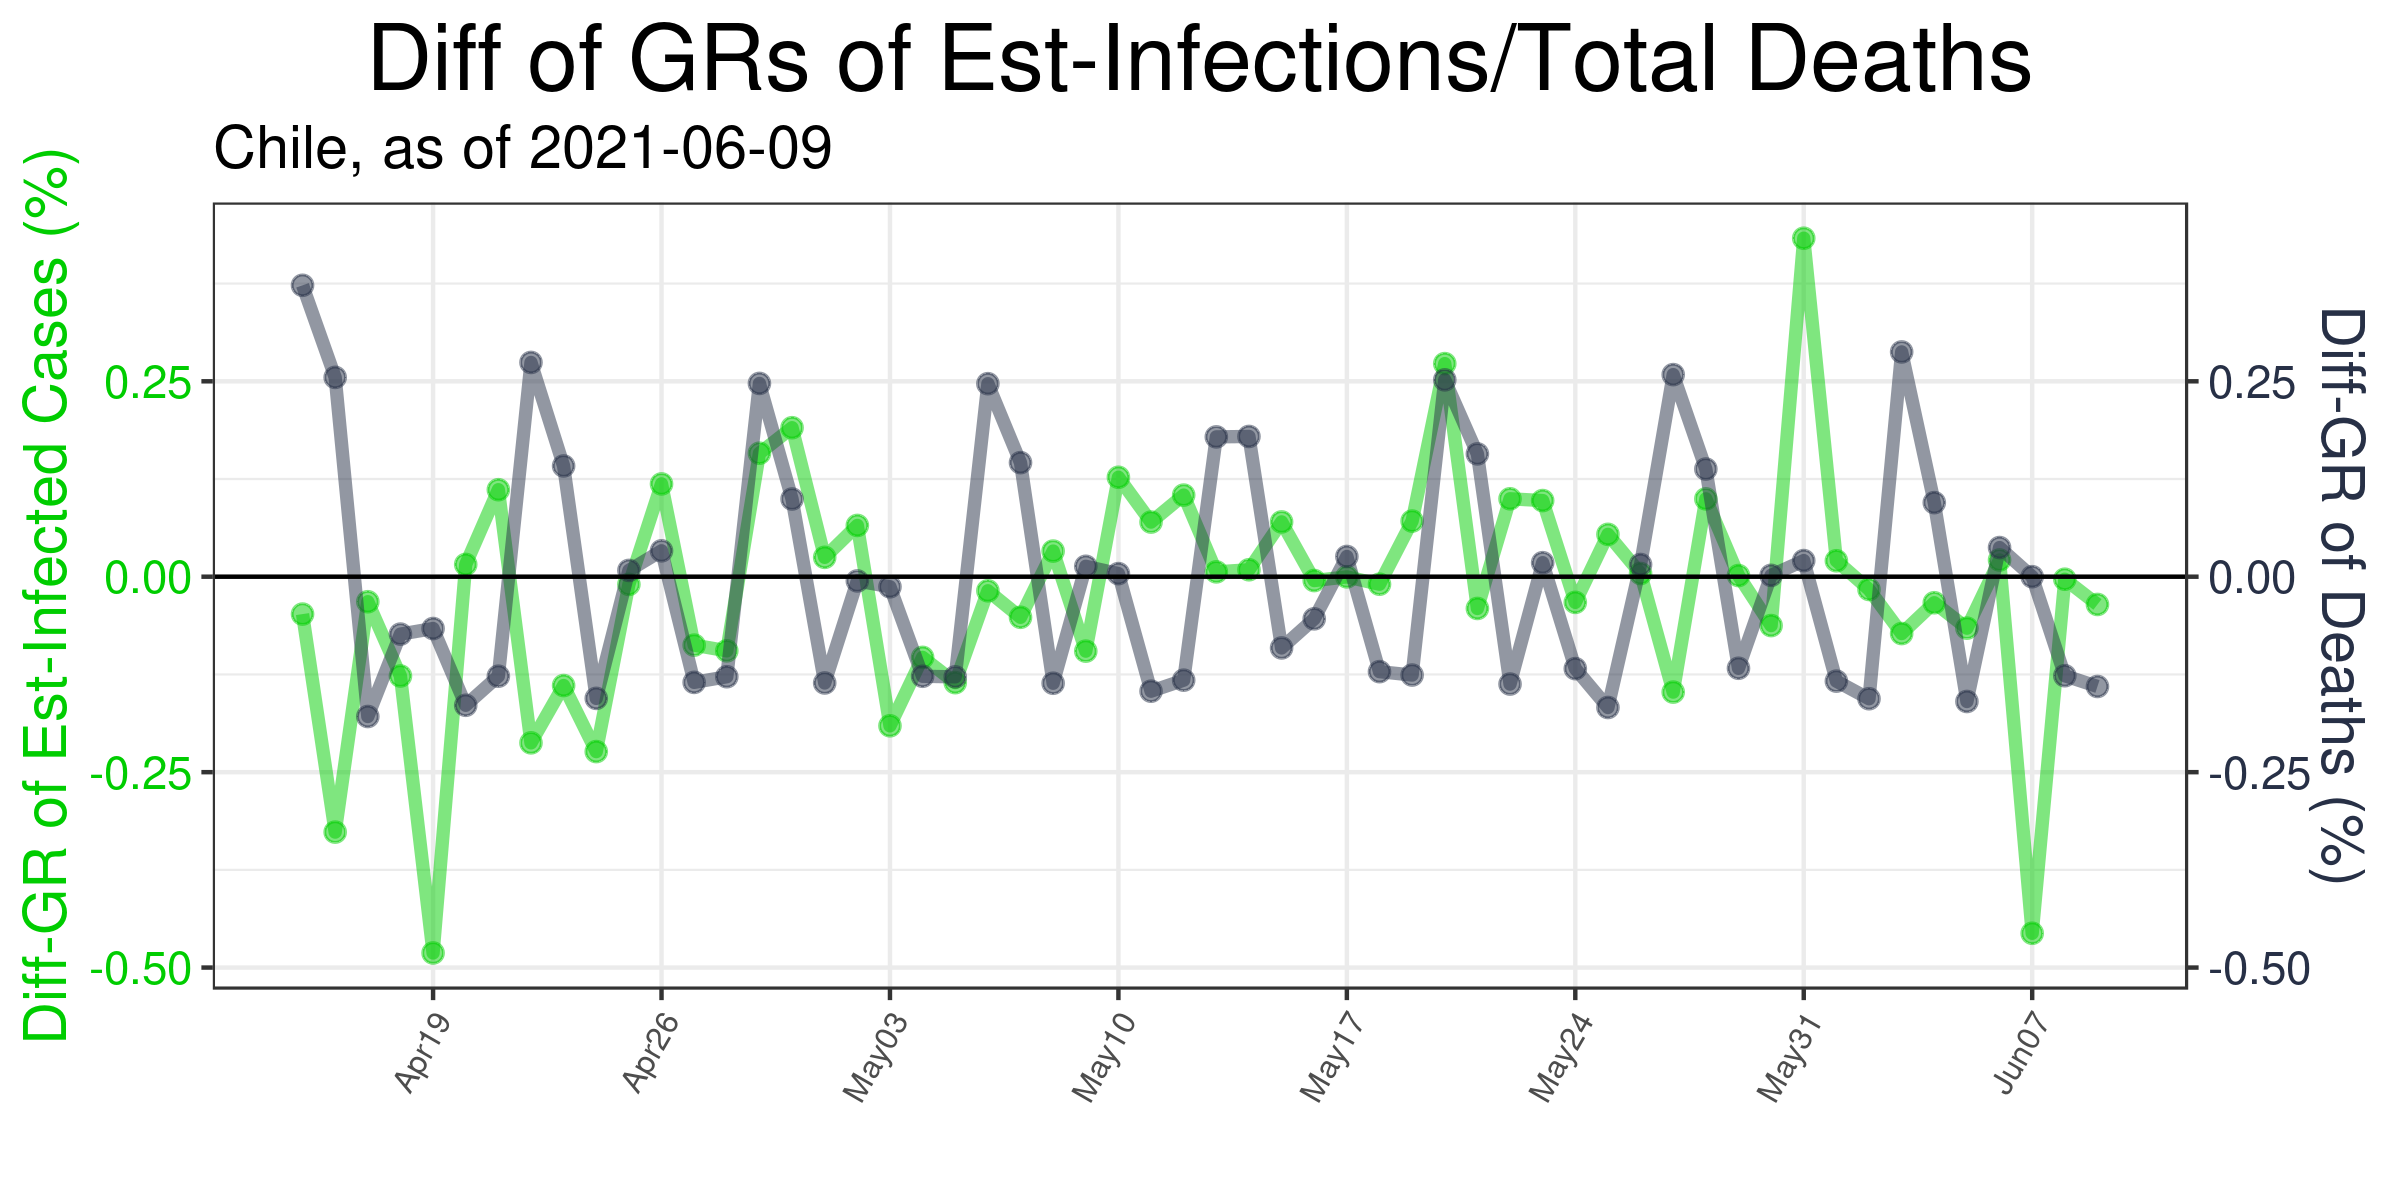 Diff of GRs of Est-Infections/Total Deaths
Chile, as of 2021-06-09
Diff-GR of Est-Infected Cases (%)
0.25
0.00
-0.25
-0.50
0.25
0.00
-0.25
-0.50
Diff-GR of Deaths (%)
Apr19
Apr26
May03
May10
May17
May24
May31
Jun07